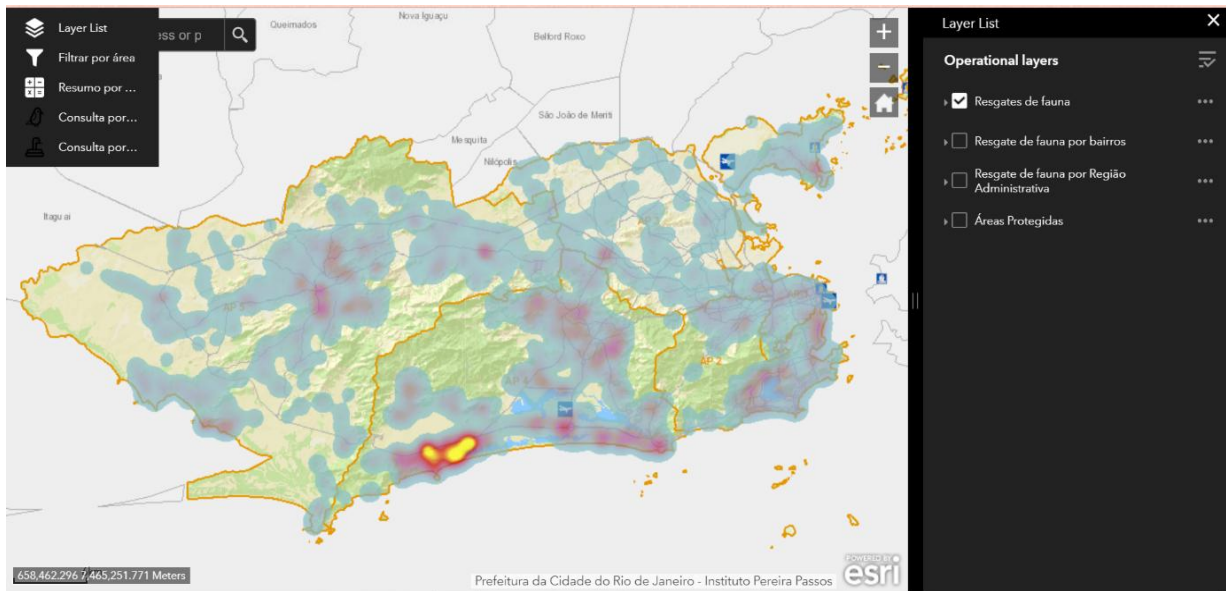 Layer List
ess or p
Filtrar por área
Resumo por ...
Consulta por...
Consulta por...
Queimados
Nova Iguaçu
Belford Roxo
São João de Meriti
Mesquita
Nilópolis
Itaguaí
AP 5
AP 4
AP 2
658,462.296 7,465,251.771 Meters
Prefeitura da Cidade do Rio de Janeiro - Instituto Pereira Passos
POWERED BY
esri
Layer List
Operational layers
Resgates de fauna
Resgate de fauna por bairros
Resgate de fauna por Região
Administrativa
Áreas Protegidas